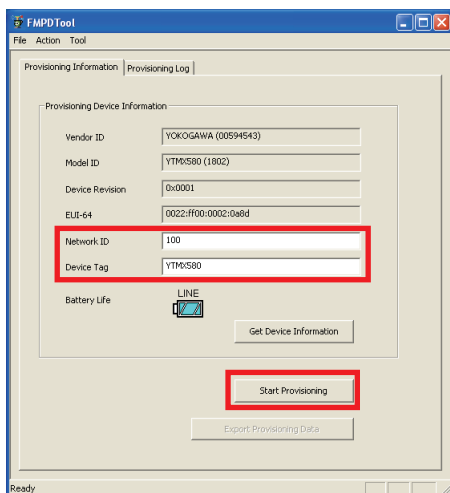 FMPDTool
File Action Tool
Provisioning Information Provisioning Log
Provisioning Device Information
Vendor ID YOKOGAWA (00594543)
Model ID YTMX580 (1802)
Device Revision 0x0001
EUI-64 0022:ff00:0002:0a8d
Network ID 100
Device Tag YTMX580
Battery Life LINE
Get Device Information
Start Provisioning
Export Provisioning Data
Ready